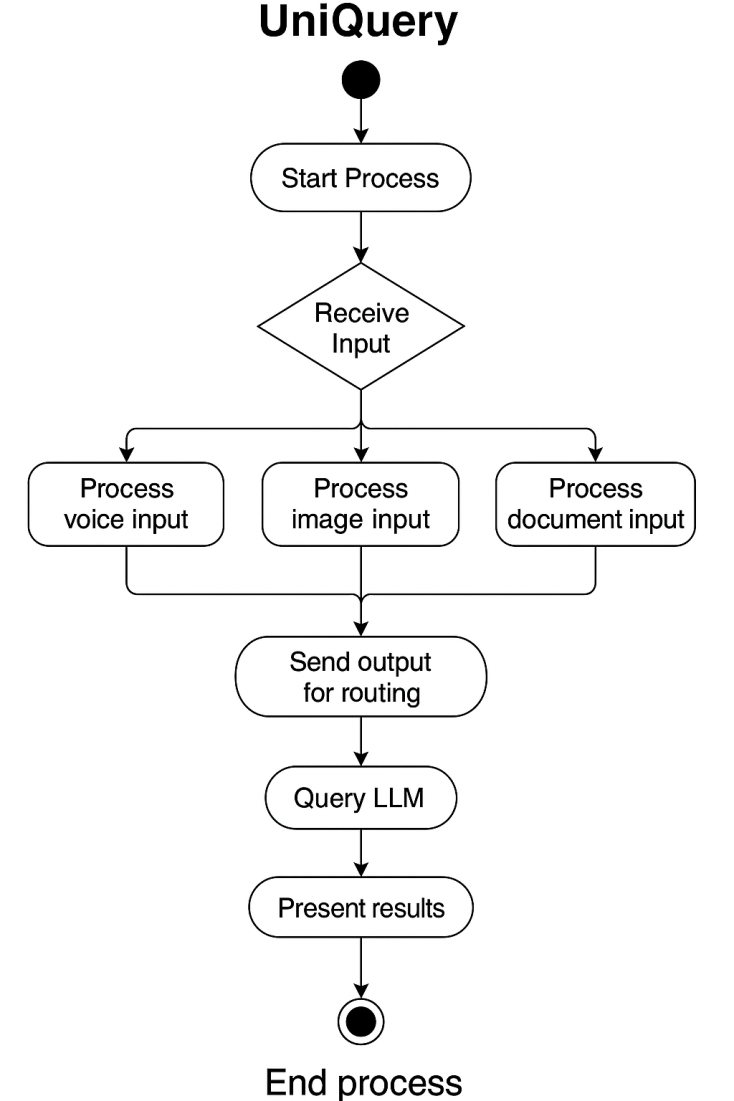 UniQuery
Start Process
Receive
Input
Process
voice input
Process
image input
Process
document input
Send output
for routing
Query LLM
Present results
End process